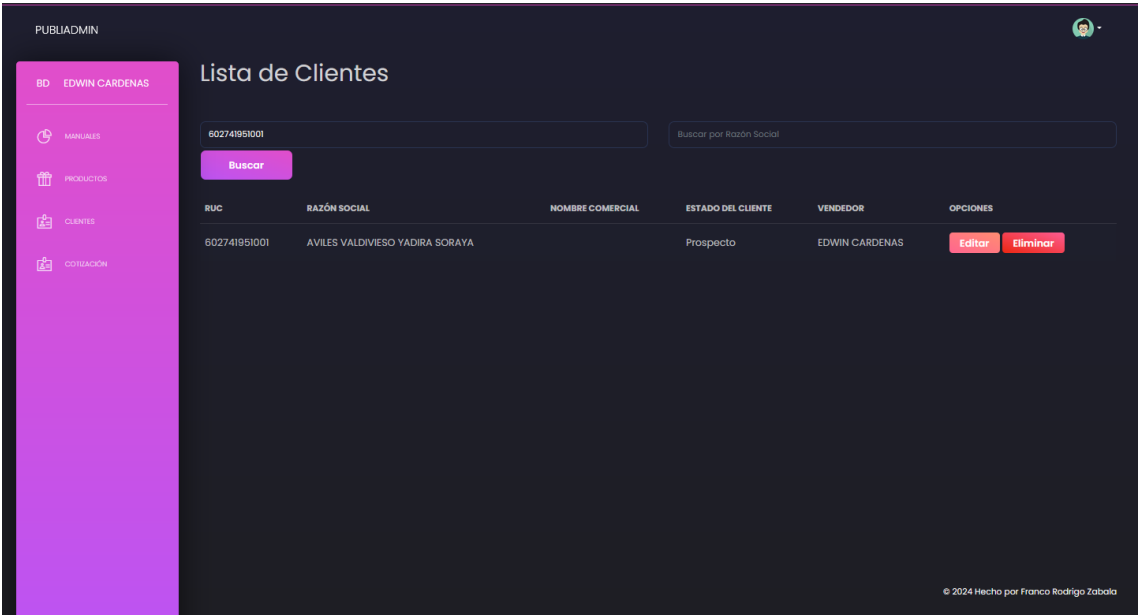 PUBLIADMIN
BD EDWIN CARDENAS
MANUALES
PRODUCTOS
CLIENTES
COTIZACIÓN
Lista de Clientes
602741951001 Buscar por Razón Social
Buscar
RUC RAZÓN SOCIAL NOMBRE COMERCIAL ESTADO DEL CLIENTE VENDEDOR OPCIONES
602741951001 AVILES VALDIVIESO YADIRA SORAYA Prospecto EDWIN CARDENAS Editar Eliminar
© 2024 Hecho por Franco Rodrigo Zabala